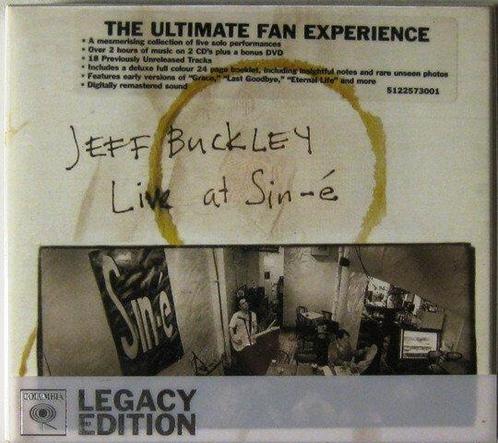 THE ULTIMATE FAN EXPERIENCE
• A mesmerising collection of live solo performances
• Over 2 hours of music on 2 CD's plus a bonus DVD
• 18 Previously Unreleased Tracks
• Includes a deluxe full colour 24 page booklet, including insightful notes and rare unseen photos
• Features early versions of "Grace," "Last Goodbye," "Eternal Life" and more
• Digitally remastered sound
5122573001
JEFF BUCKLEY
Live at Sin-é
Sin-é
COLUMBIA
LEGACY
EDITION